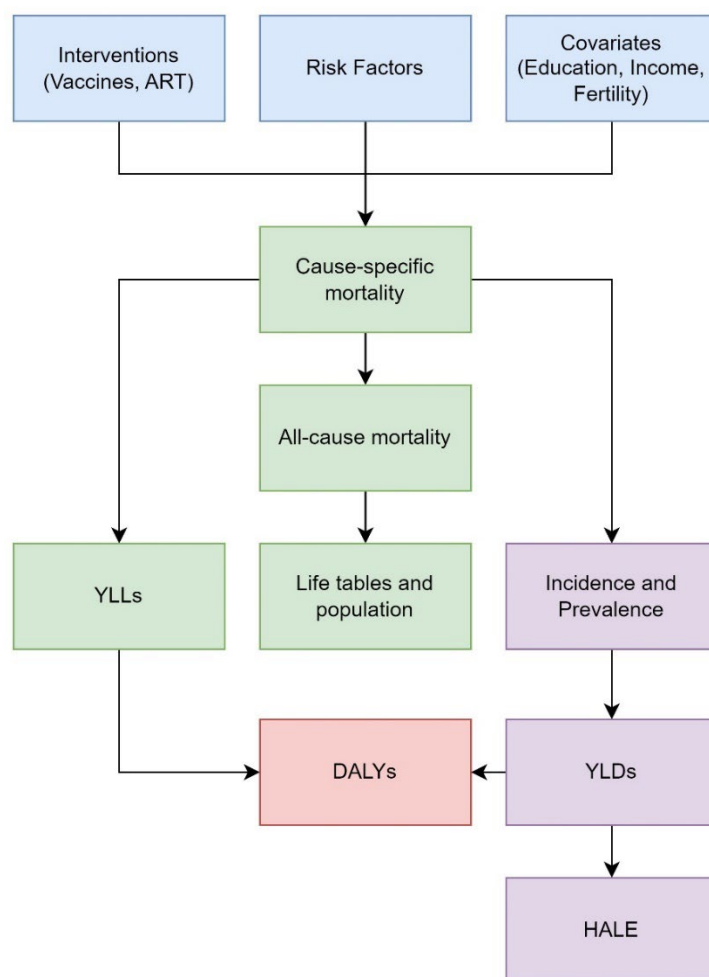 Interventions
(Vaccines, ART)
Risk Factors
Covariates
(Education, Income,
Fertility)
Cause-specific
mortality
All-cause mortality
YLLs
Life tables and
population
Incidence and
Prevalence
DALYs
YLDs
HALE